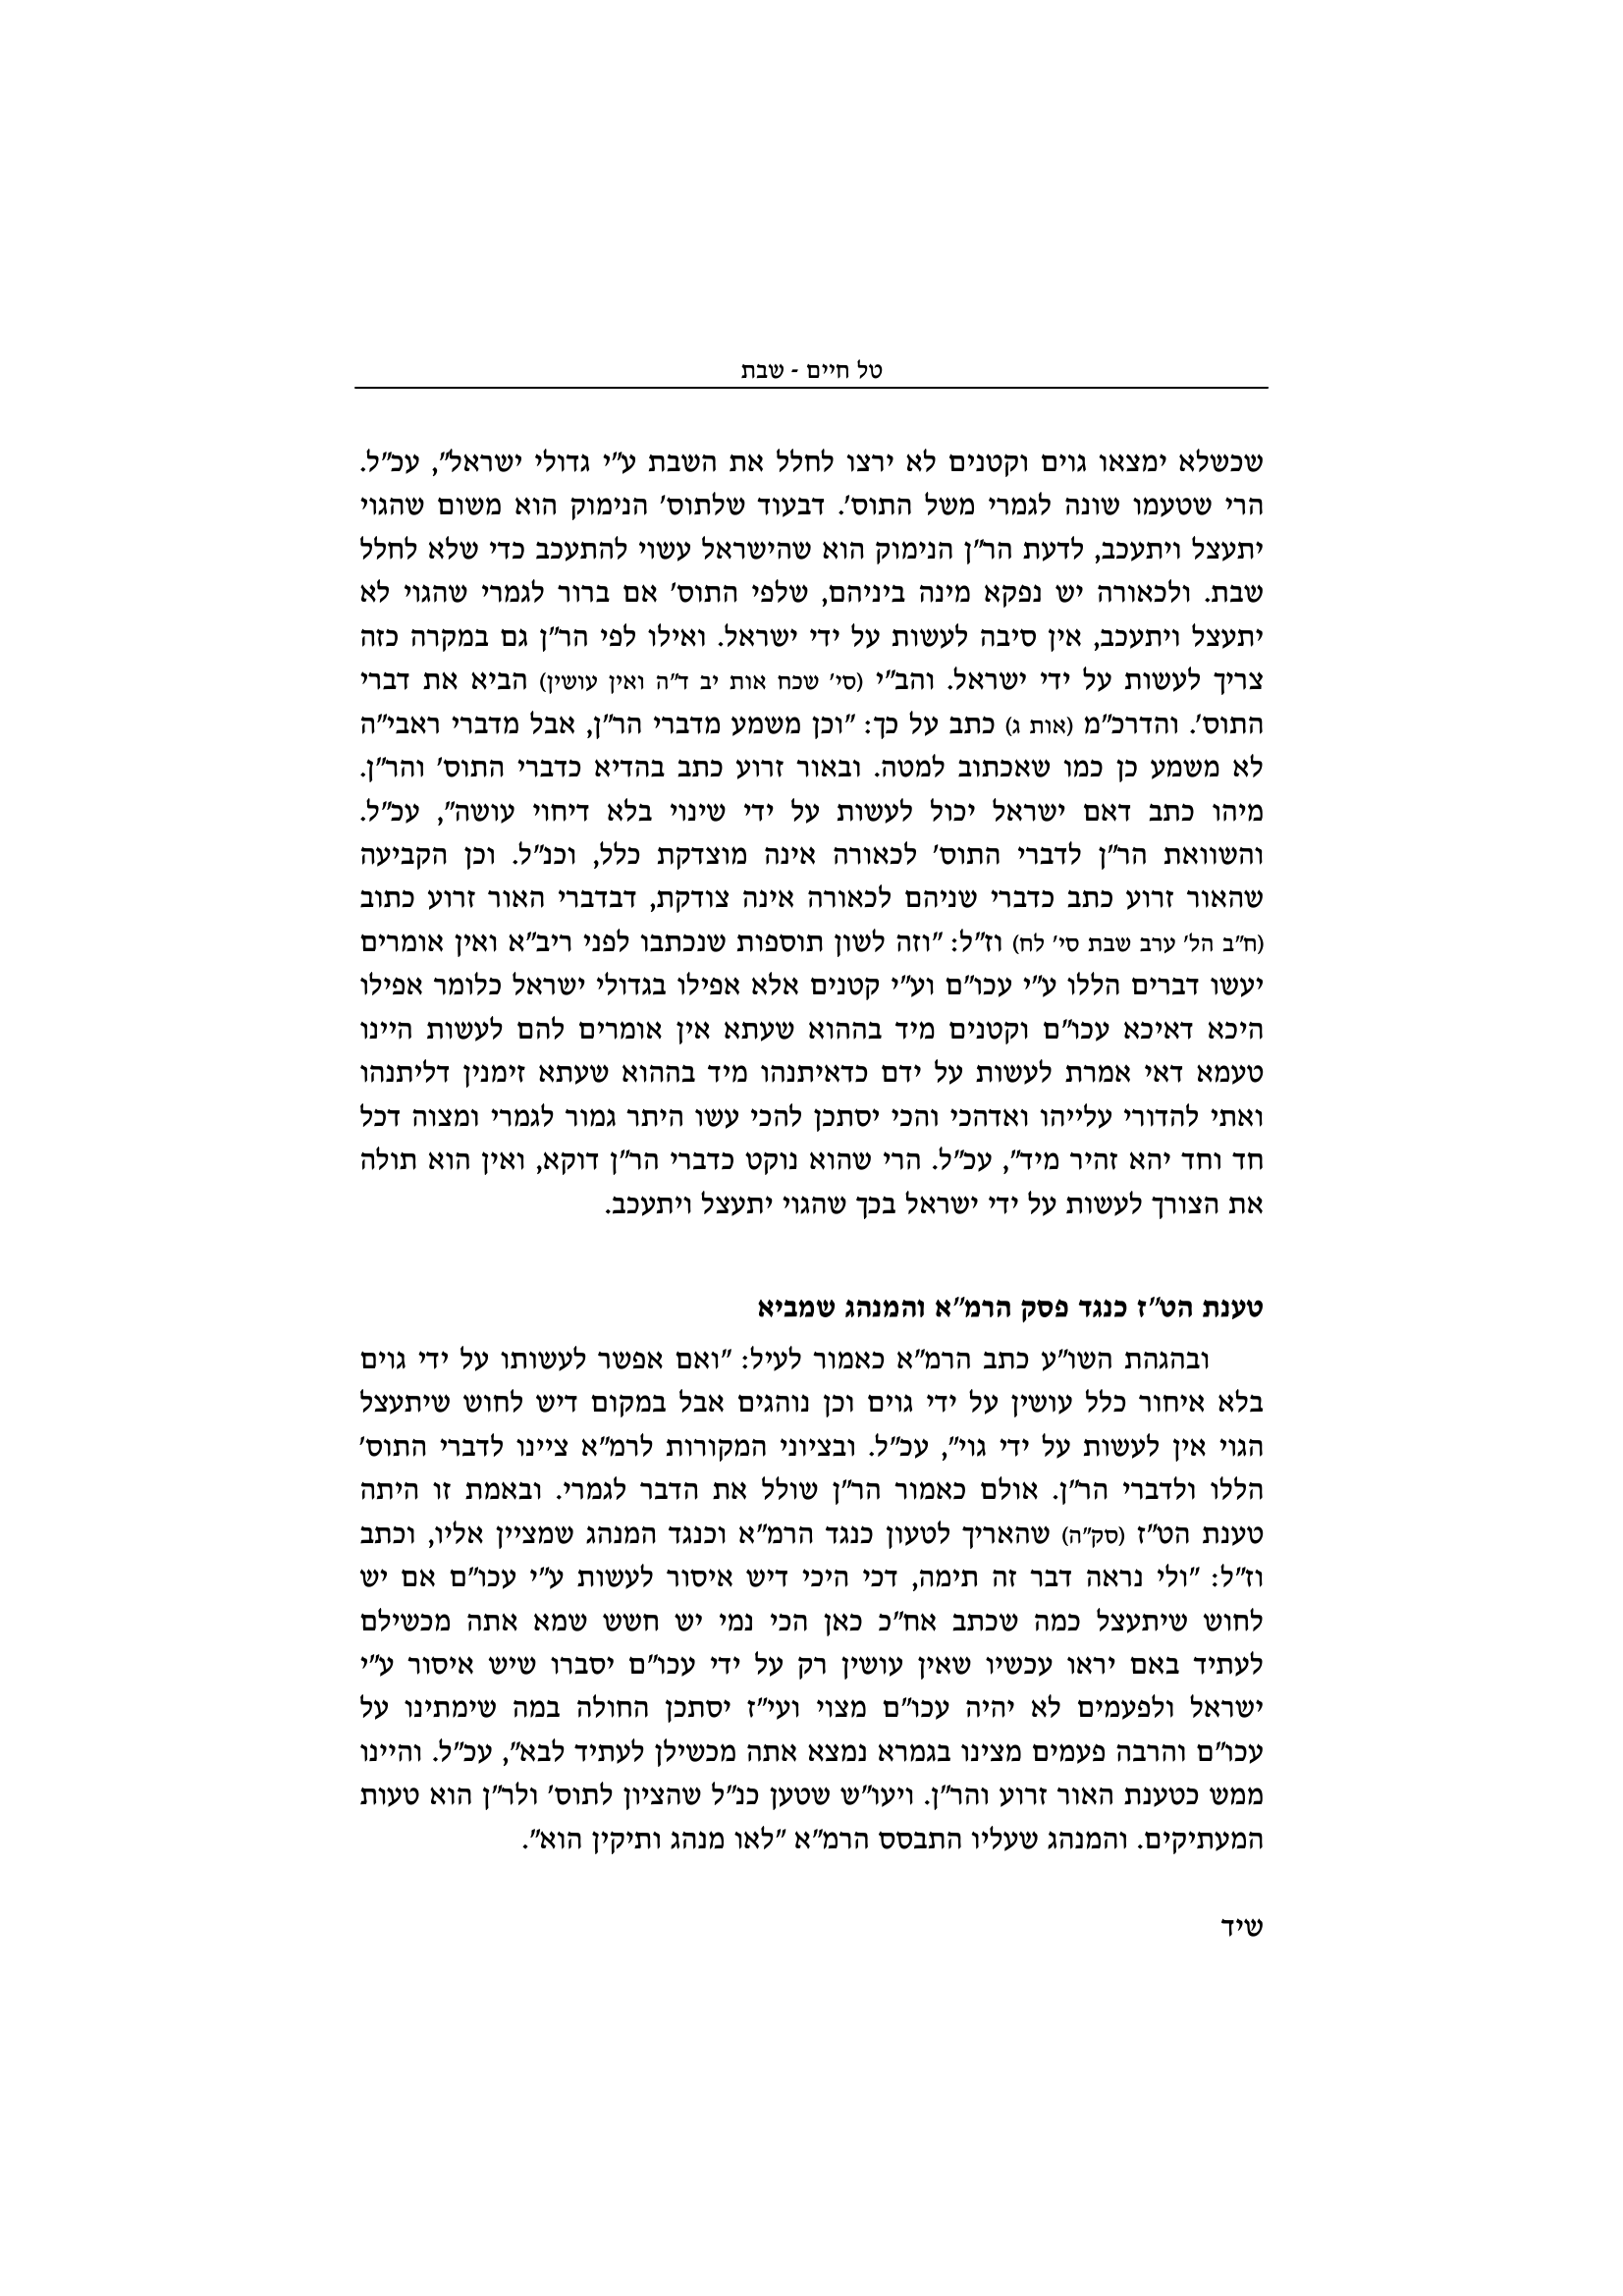 טל חיים - שבת
שכשלא ימצאו גוים וקטנים לא ירצו לחלל את השבת ע"י גדולי ישראל", עכ"ל.
הרי שטעמו שונה לגמרי משל התוס'. דבעוד שלתוס' הנימוק הוא משום שהגוי
יתעצל ויתעכב, לדעת הר"ן הנימוק הוא שהישראל עשוי להתעכב כדי שלא לחלל
שבת. ולכאורה יש נפקא מינה ביניהם, שלפי התוס' אם ברור לגמרי שהגוי לא
יתעצל ויתעכב, אין סיבה לעשות על ידי ישראל. ואילו לפי הר"ן גם במקרה כזה
צריך לעשות על ידי ישראל. והב"י (סי' שכח אות יב ד"ה ואין עושין) הביא את דברי
התוס'. והדרכ"מ (אות ג) כתב על כך: "וכן משמע מדברי הר"ן, אבל מדברי ראבי"ה
לא משמע כן כמו שאכתוב למטה. ובאור זרוע כתב בהדיא כדברי התוס' והר"ן.
מיהו כתב דאם ישראל יכול לעשות על ידי שינוי בלא דיחוי עושה", עכ"ל.
והשוואת הר"ן לדברי התוס' לכאורה אינה מוצדקת כלל, וכנ"ל. וכן הקביעה
שהאור זרוע כתב כדברי שניהם לכאורה אינה צודקת, דבדברי האור זרוע כתוב
(ח"ב הל' ערב שבת סי' לח) וז"ל: "וזה לשון תוספות שנכתבו לפני ריב"א ואין אומרים
יעשו דברים הללו ע"י עכו"ם וע"י קטנים אלא אפילו בגדולי ישראל כלומר אפילו
היכא דאיכא עכו"ם וקטנים מיד בההוא שעתא אין אומרים להם לעשות היינו
טעמא דאי אמרת לעשות על ידם כדאיתנהו מיד בההוא שעתא זימנין דליתנהו
ואתי להדורי עלייהו ואדהכי והכי יסתכן להכי עשו היתר גמור לגמרי ומצוה דכל
חד וחד יהא זהיר מיד", עכ"ל. הרי שהוא נוקט כדברי הר"ן דוקא, ואין הוא תולה
את הצורך לעשות על ידי ישראל בכך שהגוי יתעצל ויתעכב.
טענת הט"ז כנגד פסק הרמ"א והמנהג שמביא
ובהגהת השו"ע כתב הרמ"א כאמור לעיל: "ואם אפשר לעשותו על ידי גוים
בלא איחור כלל עושין על ידי גוים וכן נוהגים אבל במקום דיש לחוש שיתעצל
הגוי אין לעשות על ידי גוי", עכ"ל. ובציוני המקורות לרמ"א ציינו לדברי התוס'
הללו ולדברי הר"ן. אולם כאמור הר"ן שולל את הדבר לגמרי. ובאמת זו היתה
טענת הט"ז (סק"ה) שהאריך לטעון כנגד הרמ"א וכנגד המנהג שמציין אליו, וכתב
וז"ל: "ולי נראה דבר זה תימה, דכי היכי דיש איסור לעשות ע"י עכו"ם אם יש
לחוש שיתעצל כמה שכתב אח"כ כאן הכי נמי יש חשש שמא אתה מכשילם
לעתיד באם יראו עכשיו שאין עושין רק על ידי עכו"ם יסברו שיש איסור ע"י
ישראל ולפעמים לא יהיה עכו"ם מצוי ועי"ז יסתכן החולה במה שימתינו על
עכו"ם והרבה פעמים מצינו בגמרא נמצא אתה מכשילן לעתיד לבא", עכ"ל. והיינו
ממש כטענת האור זרוע והר"ן. ויעו"ש שטען כנ"ל שהציון לתוס' ולר"ן הוא טעות
המעתיקים. והמנהג שעליו התבסס הרמ"א "לאו מנהג ותיקין הוא".
שיד